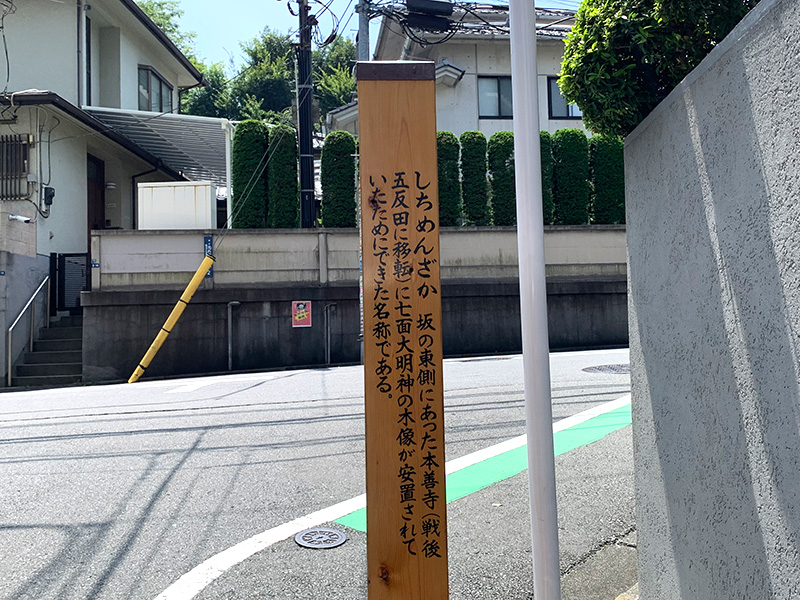 しちめんざか 坂の東側にあった本善寺(戦後
五反田に移転)に七面大明神の木像が安置されて
いたためにできた名称である。